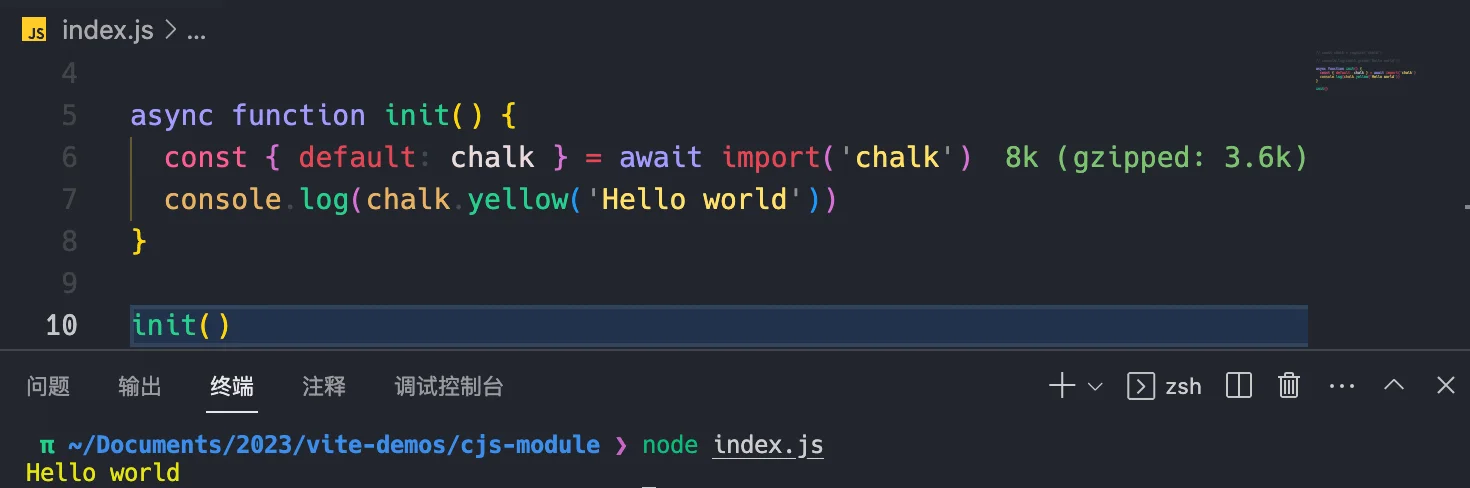 JS index.js > ...
4
5 async function init() {
6 const { default: chalk } = await import('chalk') 8k (gzipped: 3.6k)
7 console.log(chalk.yellow('Hello world'))
8 }
9
10 init()
问题 输出 终端 注释 调试控制台 zsh
π ~/Documents/2023/vite-demos/cjs-module ❯ node index.js
Hello world